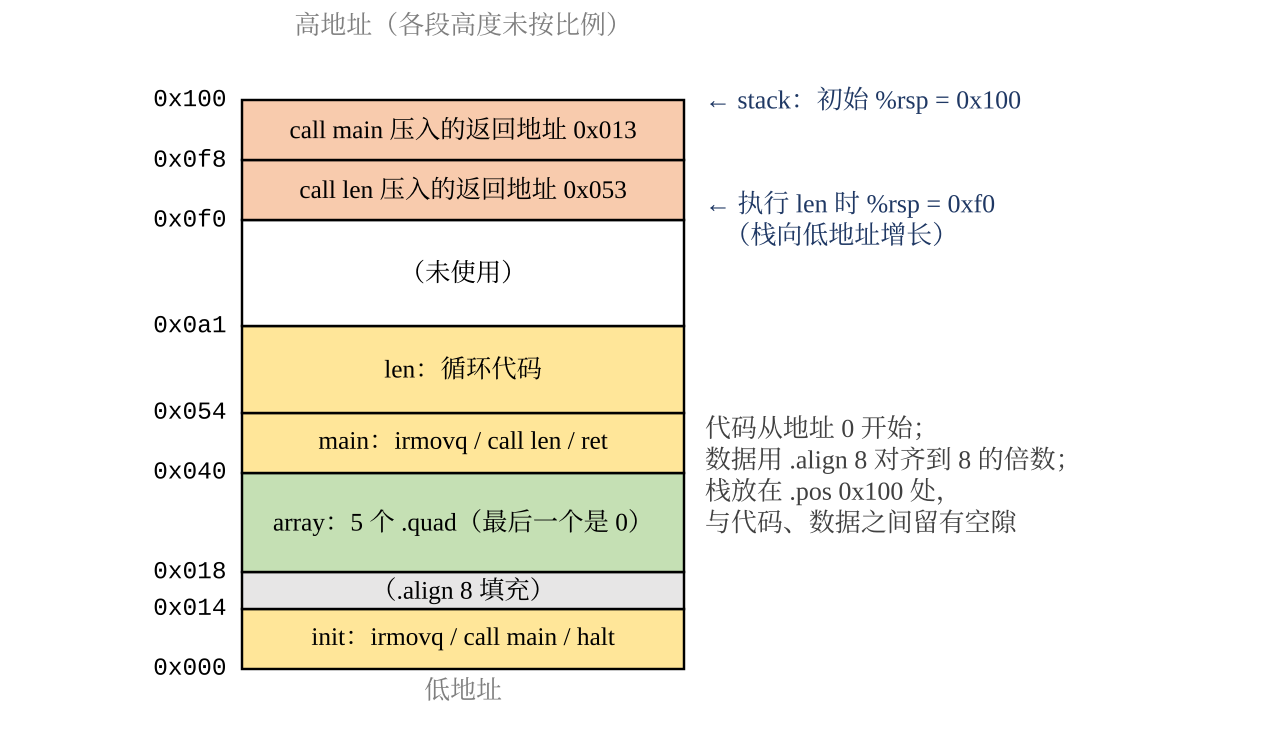 高地址（各段高度未按比例）
0x100
← stack：初始 %rsp = 0x100
call main 压入的返回地址 0x013
0x0f8
call len 压入的返回地址 0x053
0x0f0
← 执行 len 时 %rsp = 0xf0
（栈向低地址增长）
（未使用）
0x0a1
len：循环代码
0x054
main：irmovq / call len / ret
代码从地址 0 开始；
数据用 .align 8 对齐到 8 的倍数；
栈放在 .pos 0x100 处，
与代码、数据之间留有空隙
0x040
array：5 个 .quad（最后一个是 0）
0x018
（.align 8 填充）
0x014
init：irmovq / call main / halt
0x000
低地址